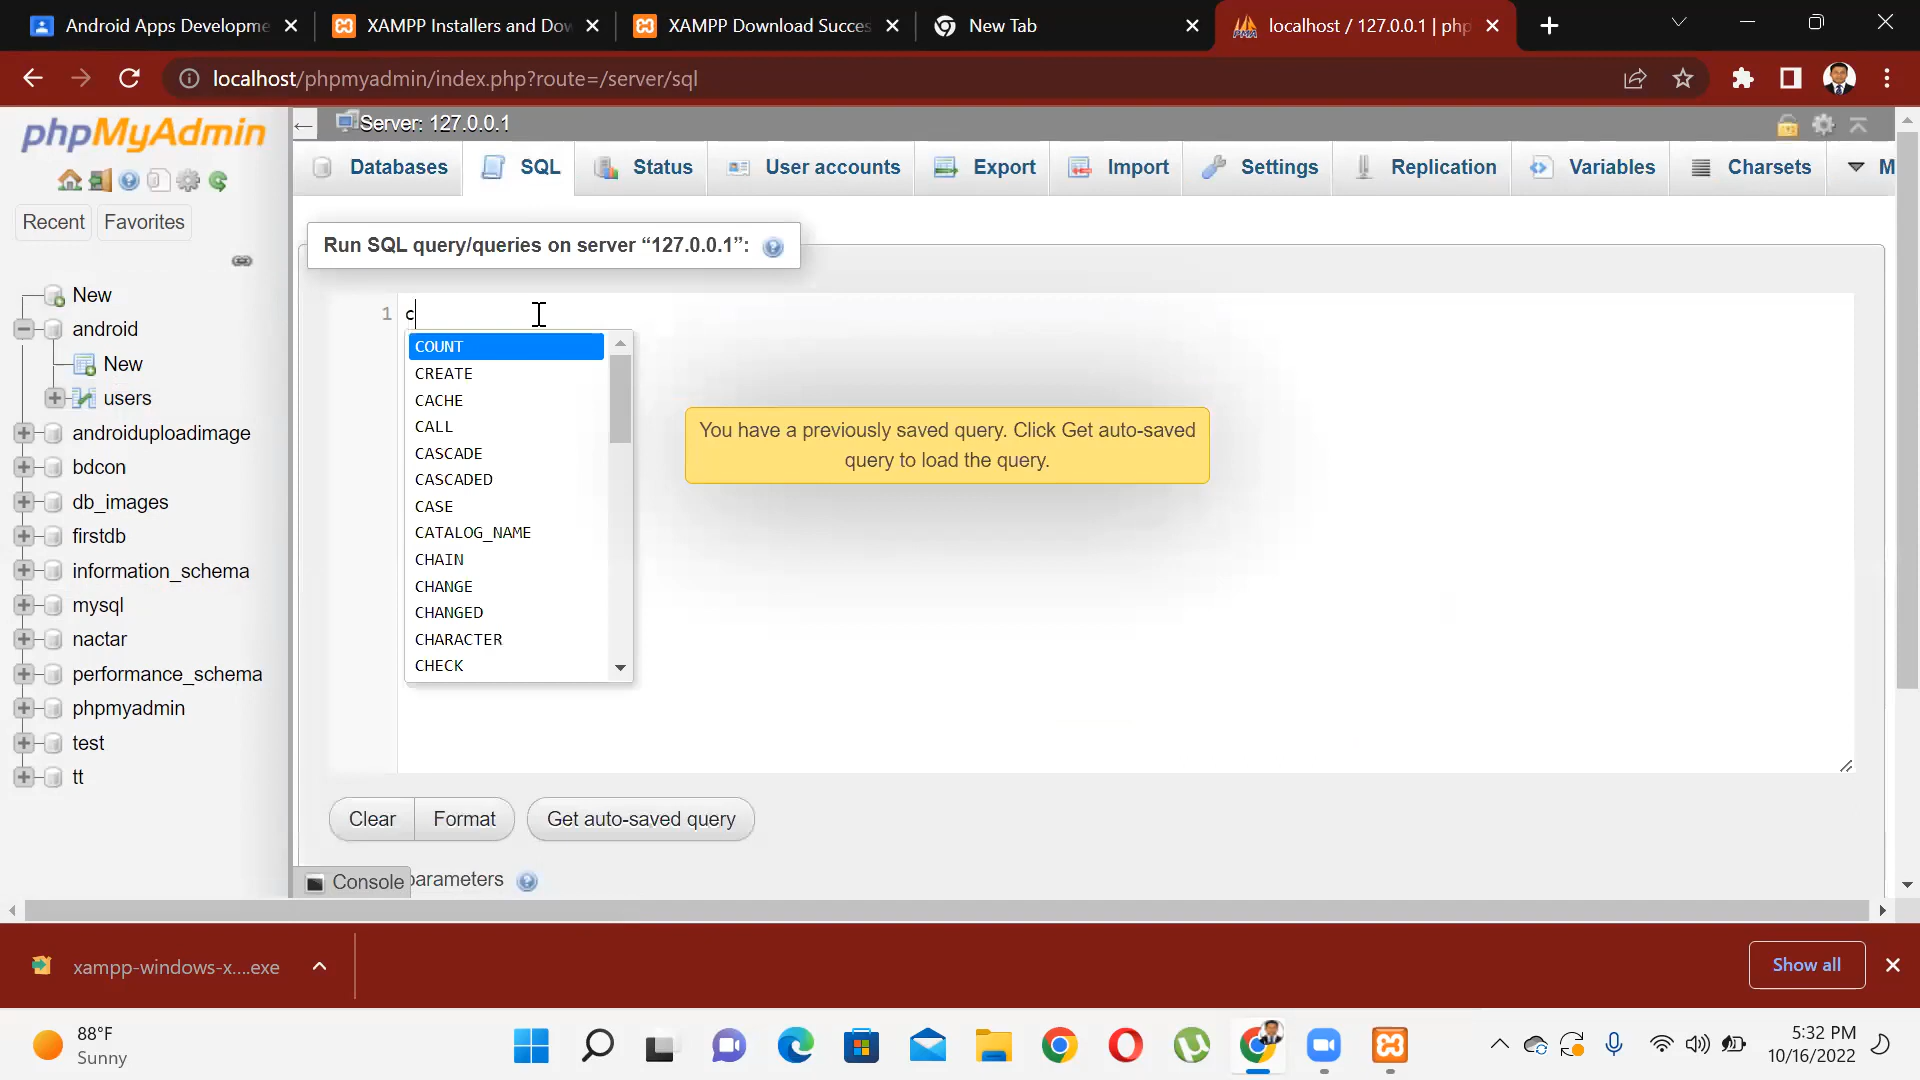 Android Apps Developme
XAMPP Installers and Dow
XAMPP Download Succes
New Tab
localhost / 127.0.0.1 | php
localhost/phpmyadmin/index.php?route=/server/sql
phpMyAdmin
Server: 127.0.0.1
Databases
SQL
Status
User accounts
Export
Import
Settings
Replication
Variables
Charsets
M
Recent
Favorites
New
android
New
users
androiduploadimage
bdcon
db_images
firstdb
information_schema
mysql
nactar
performance_schema
phpmyadmin
test
tt
Run SQL query/queries on server “127.0.0.1”:
1
c
COUNT
CREATE
CACHE
CALL
CASCADE
CASCADED
CASE
CATALOG_NAME
CHAIN
CHANGE
CHANGED
CHARACTER
CHECK
You have a previously saved query. Click Get auto-saved
query to load the query.
Clear
Format
Get auto-saved query
Console
parameters
xampp-windows-x....exe
Show all
88°F
Sunny
5:32 PM
10/16/2022